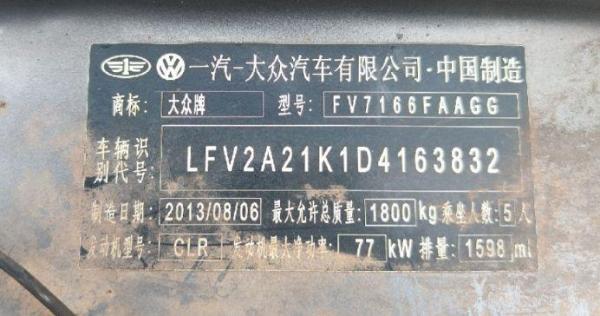 一汽-大众汽车有限公司·中国制造
商标: 大众牌 型号: FV7166FAAGG
车辆识别代号: LFV2A21K1D4163832
制造日期: 2013/08/06 最大允许总质量: 1800 kg 乘坐人数: 5 人
发动机型号: CLR 发动机最大净功率: 77 kW 排量: 1598 ml